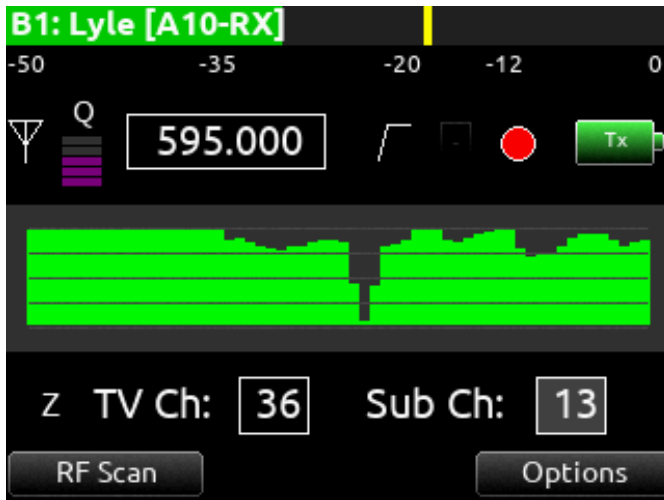 B1: Lyle [A10-RX]
-50 -35 -20 -12 0
Q
595.000 - Tx
Z TV Ch: 36 Sub Ch: 13
RF Scan Options